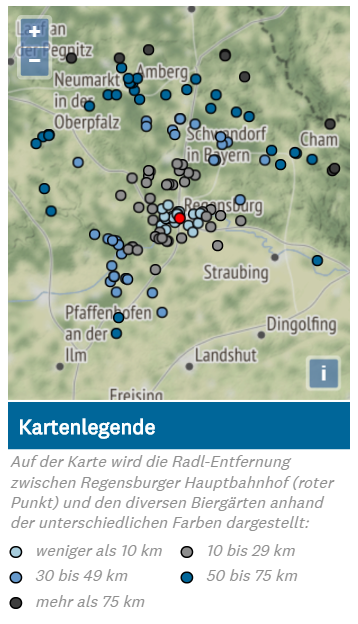 Lauf an
der Pegnitz
+
−
Amberg
Neumarkt
in der
Oberpfalz
Schwandorf
in Bayern
Cham
Regensburg
Straubing
Pfaffenhofen
an der
Ilm
Dingolfing
Landshut
Freising
i
Kartenlegende
Auf der Karte wird die Radl-Entfernung
zwischen Regensburger Hauptbahnhof (roter
Punkt) und den diversen Biergärten anhand
der unterschiedlichen Farben dargestellt:
weniger als 10 km 10 bis 29 km
30 bis 49 km 50 bis 75 km
mehr als 75 km